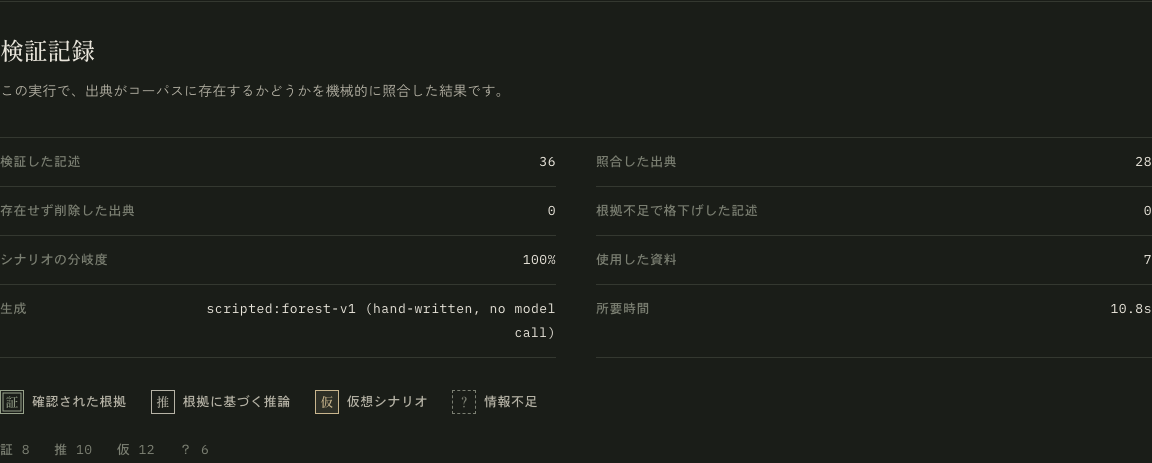 検証記録
この実行で、出典がコーパスに存在するかどうかを機械的に照合した結果です。
検証した記述 36
照合した出典 28
存在せず削除した出典 0
根拠不足で格下げした記述 0
シナリオの分岐度 100%
使用した資料 7
生成 scripted:forest-v1 (hand-written, no model
call)
所要時間 10.8s
証 確認された根拠 推 根拠に基づく推論 仮 仮想シナリオ ? 情報不足
証 8 推 10 仮 12 ? 6